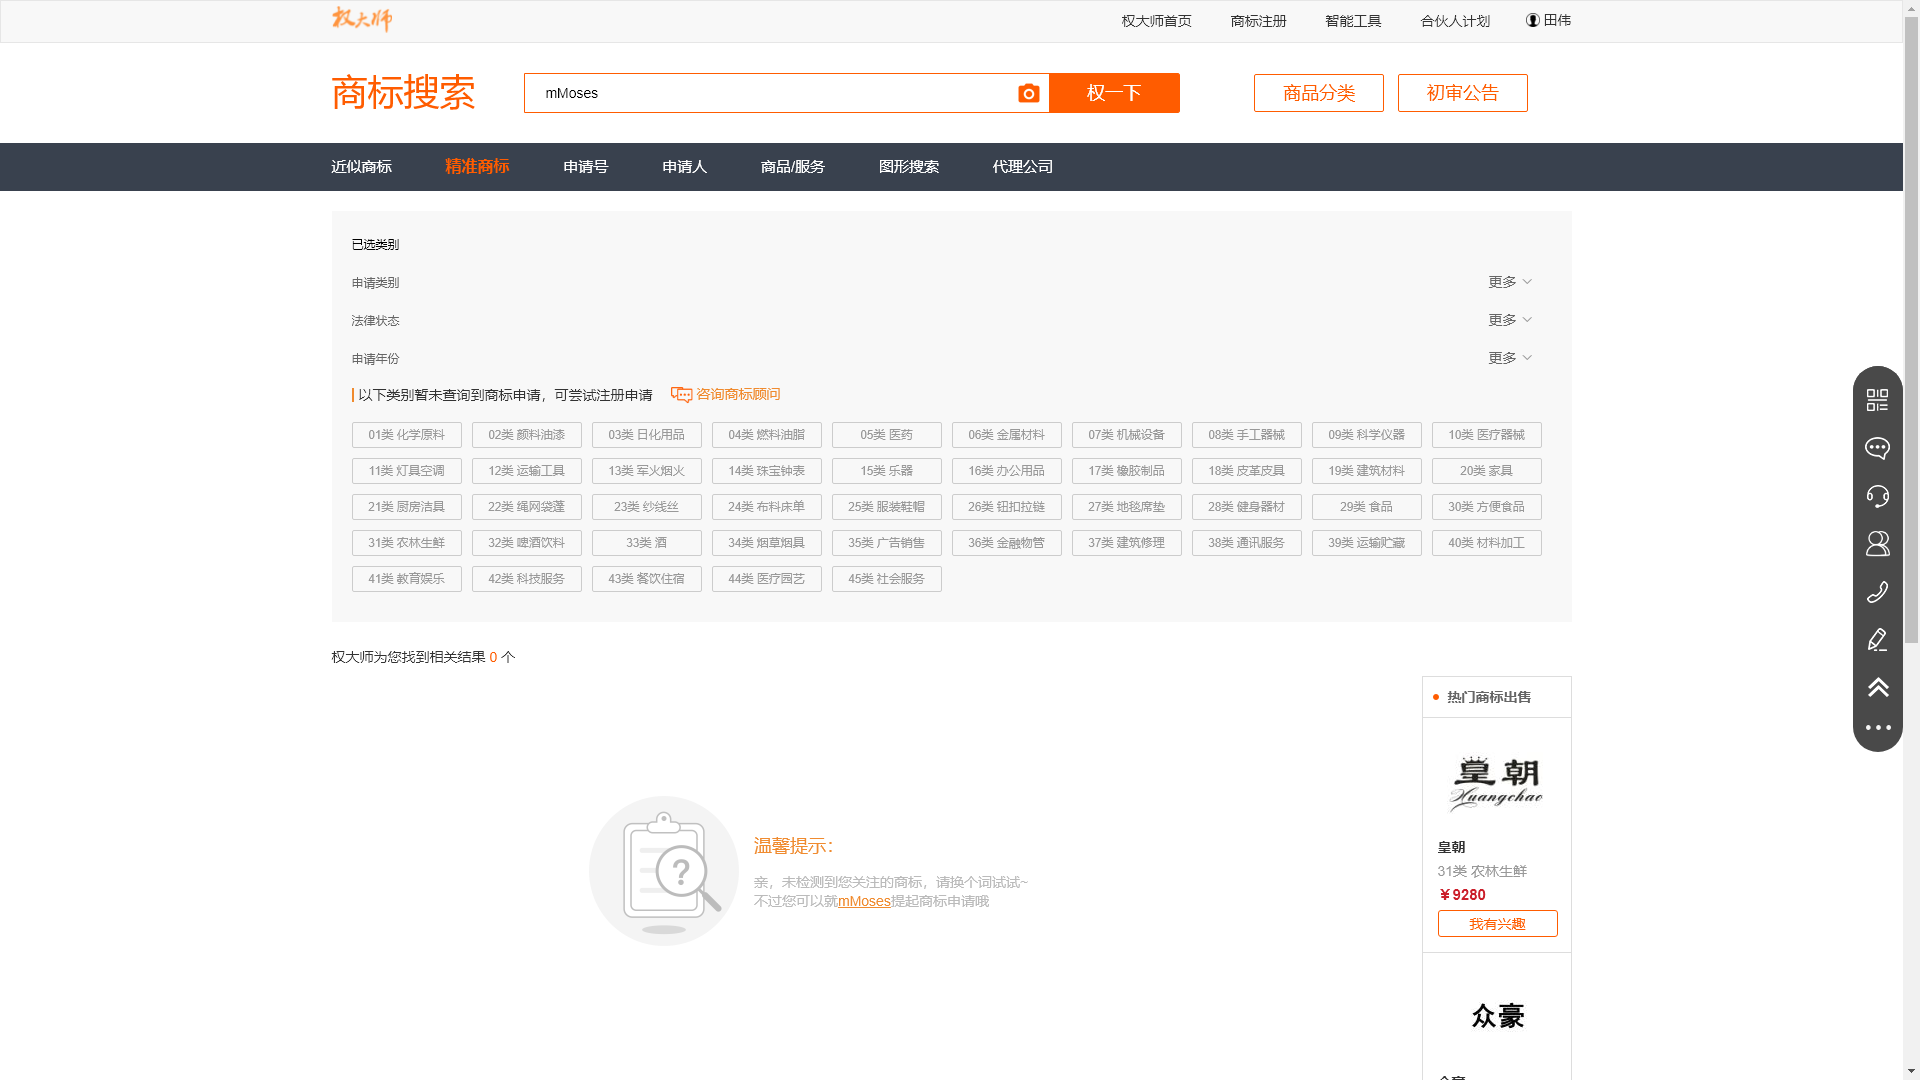 权大师
权大师首页 商标注册 智能工具 合伙人计划 田伟
商标搜索
mMoses
权一下
商品分类 初审公告
近似商标 精准商标 申请号 申请人 商品/服务 图形搜索 代理公司
已选类别
申请类别 更多
法律状态 更多
申请年份 更多
以下类别暂未查询到商标申请，可尝试注册申请 咨询商标顾问
01类 化学原料 02类 颜料油漆 03类 日化用品 04类 燃料油脂 05类 医药 06类 金属材料 07类 机械设备 08类 手工器械 09类 科学仪器 10类 医疗器械
11类 灯具空调 12类 运输工具 13类 军火烟火 14类 珠宝钟表 15类 乐器 16类 办公用品 17类 橡胶制品 18类 皮革皮具 19类 建筑材料 20类 家具
21类 厨房洁具 22类 绳网袋篷 23类 纱线丝 24类 布料床单 25类 服装鞋帽 26类 钮扣拉链 27类 地毯席垫 28类 健身器材 29类 食品 30类 方便食品
31类 农林生鲜 32类 啤酒饮料 33类 酒 34类 烟草烟具 35类 广告销售 36类 金融物管 37类 建筑修理 38类 通讯服务 39类 运输贮藏 40类 材料加工
41类 教育娱乐 42类 科技服务 43类 餐饮住宿 44类 医疗园艺 45类 社会服务
权大师为您找到相关结果 0 个
热门商标出售
皇朝
Huangchao
皇朝
31类 农林生鲜
￥9280
我有兴趣
众豪
温馨提示：
亲，未检测到您关注的商标，请换个词试试~
不过您可以就mMoses提起商标申请哦